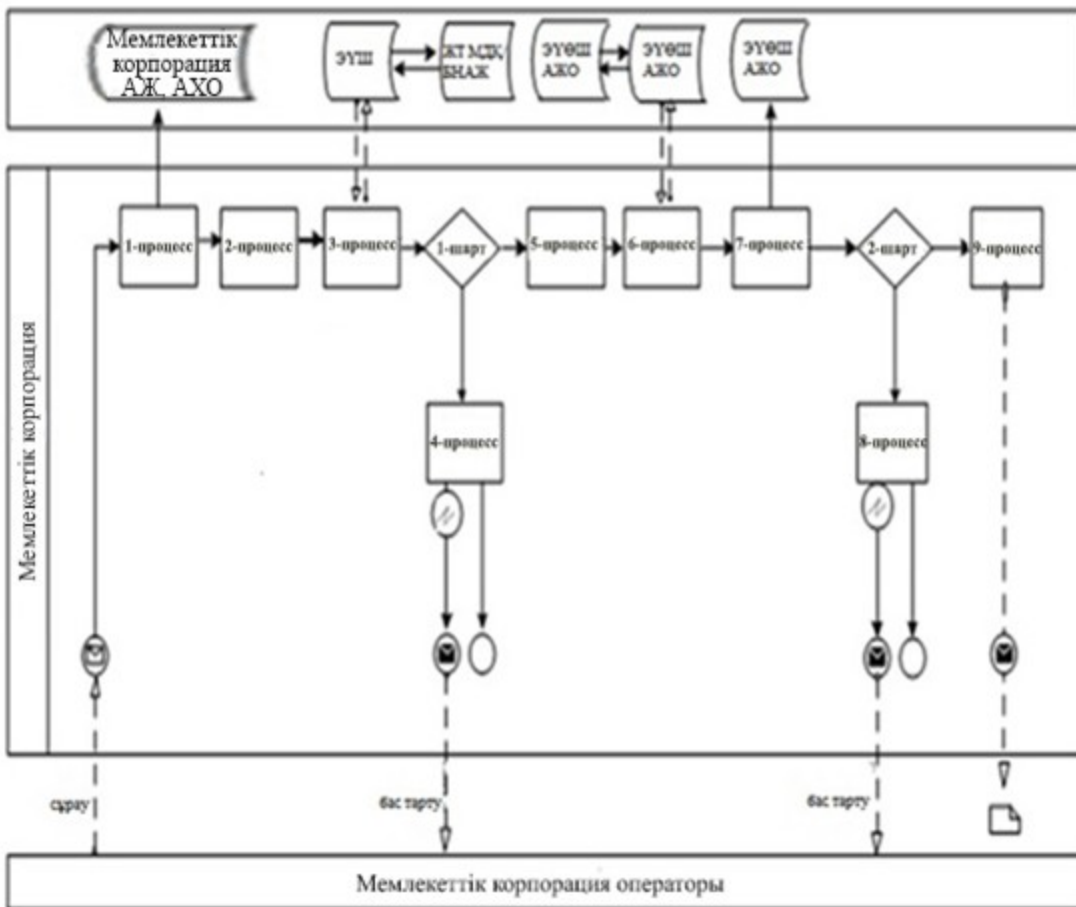 Мемлекеттік
корпорация
АЖ, АХО
ЭҮШ
ЖТ МДҚ,
БНАЖ
ЭҮӨШ
АЖО
ЭҮӨШ
АЖО
ЭҮӨШ
АЖО
Мемлекеттік корпорация
1-процесс
2-процесс
3-процесс
1-шарт
5-процесс
6-процесс
7-процесс
2-шарт
9-процесс
4-процесс
8-процесс
сұрау
бас тарту
бас тарту
Мемлекеттік корпорация операторы